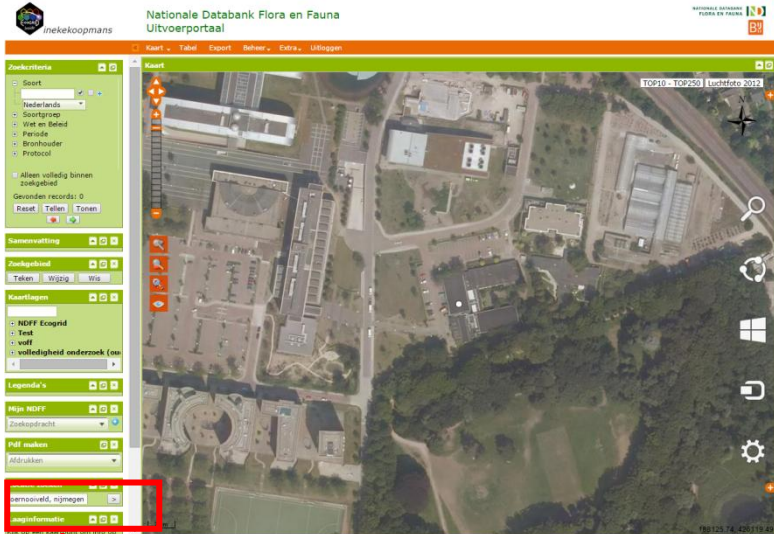 inekekoopmans
Nationale Databank Flora en Fauna
Uitvoerportaal
NATIONALE DATABANK
FLORA EN FAUNA
Kaart Tabel Export Beheer Extra Uitloggen
Zoekcriteria
Soort
Nederlands
Soortgroep
Wet en Beleid
Periode
Bronhouder
Protocol
Alleen volledig binnen
zoekgebied
Gevonden records: 0
Reset Tellen Tonen
Samenvatting
Zoekgebied
Teken Wijzig Wis
Kaartlagen
NDFF Ecogrid
Test
voff
volledigheid onderzoek (ou
Legenda's
Mijn NDFF
Zoekopdracht
Pdf maken
Afdrukken
oernooiveld, nijmegen >
Laaginformatie
Kaart
TOP10 - TOP250 Luchtfoto 2012
N